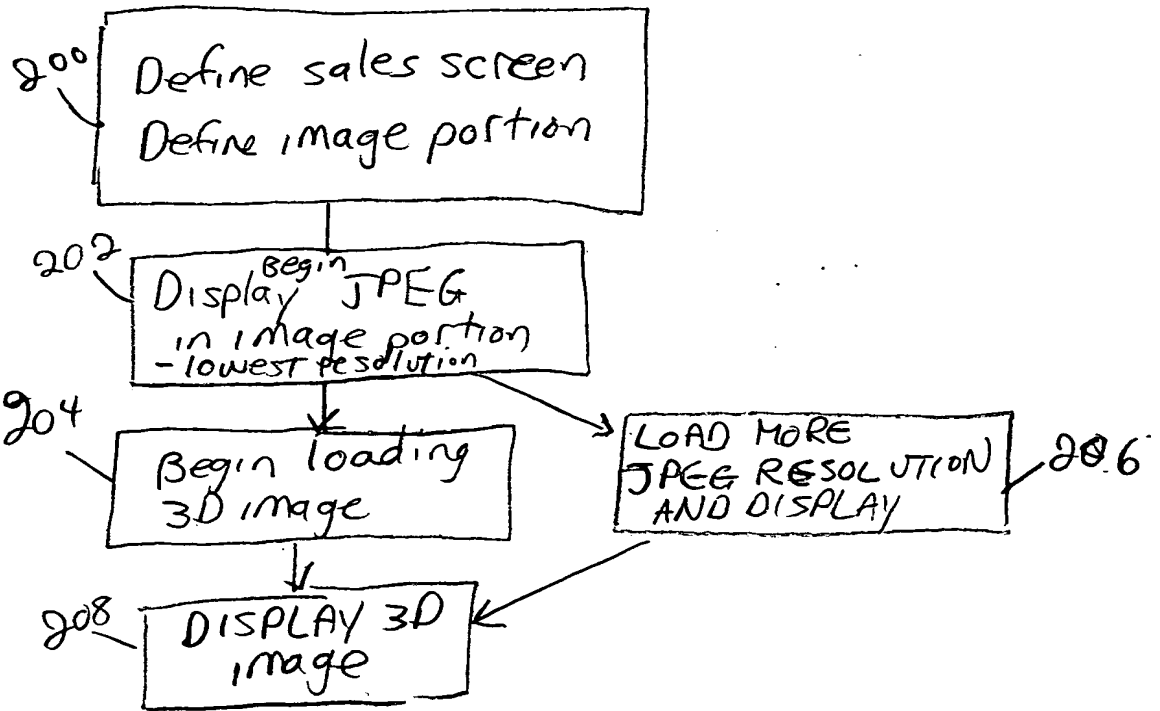 200
Define sales screen
Define image portion
202
Begin
Display JPEG
in image portion
- lowest resolution
204
Begin loading
3D image
LOAD MORE
JPEG RESOLUTION
AND DISPLAY
206
208
DISPLAY 3D
image